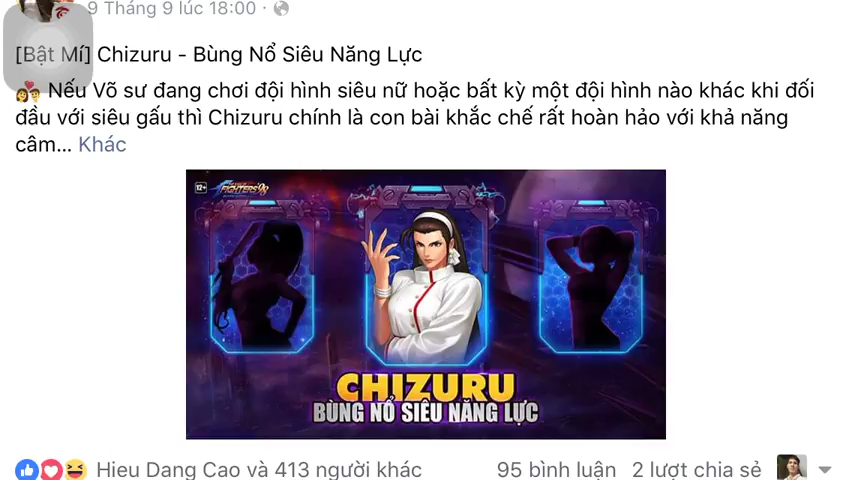 9 Tháng 9 lúc 18:00 ·
[Bật Mí] Chizuru - Bùng Nổ Siêu Năng Lực
Nếu Võ sư đang chơi đội hình siêu nữ hoặc bất kỳ một đội hình nào khác khi đối
đầu với siêu gấu thì Chizuru chính là con bài khắc chế rất hoàn hảo với khả năng
câm... Khác
12+
FIGHTERS'98
CHIZURU
BÙNG NỔ SIÊU NĂNG LỰC
Hieu Dang Cao và 413 người khác
95 bình luận 2 lượt chia sẻ